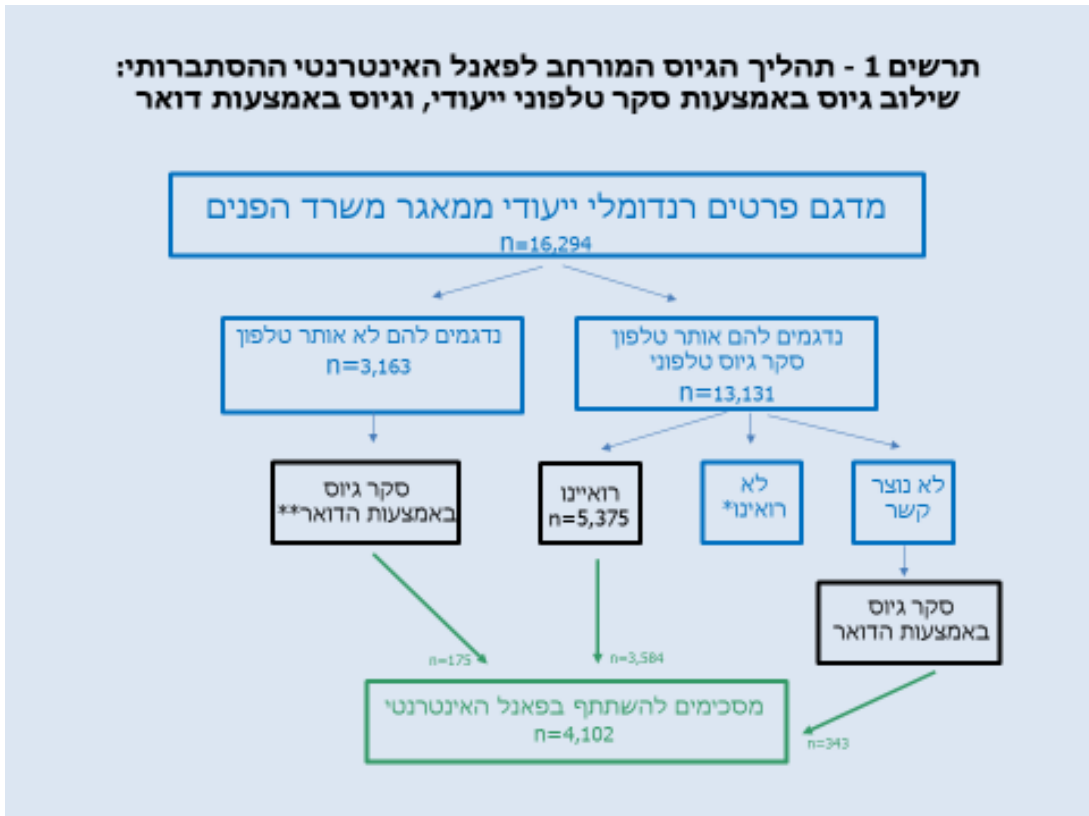 תרשים 1 - תהליך הגיוס המורחב לפאנל האינטרנטי ההסתברותי:
שילוב גיוס באמצעות סקר טלפוני ייעודי, וגיוס באמצעות דואר
מדגם פרטים רנדומלי ייעודי ממאגר משרד הפנים
n=16,294
נדגמים להם אותר טלפון
סקר גיוס טלפוני
n=13,131
נדגמים להם לא אותר טלפון
n=3,163
לא נוצר
קשר
לא
רואינו*
רואיינו
n=5,375
סקר גיוס
באמצעות הדואר**
סקר גיוס
באמצעות הדואר
n=3,584
n=175
n=343
מסכימים להשתתף בפאנל האינטרנטי
n=4,102